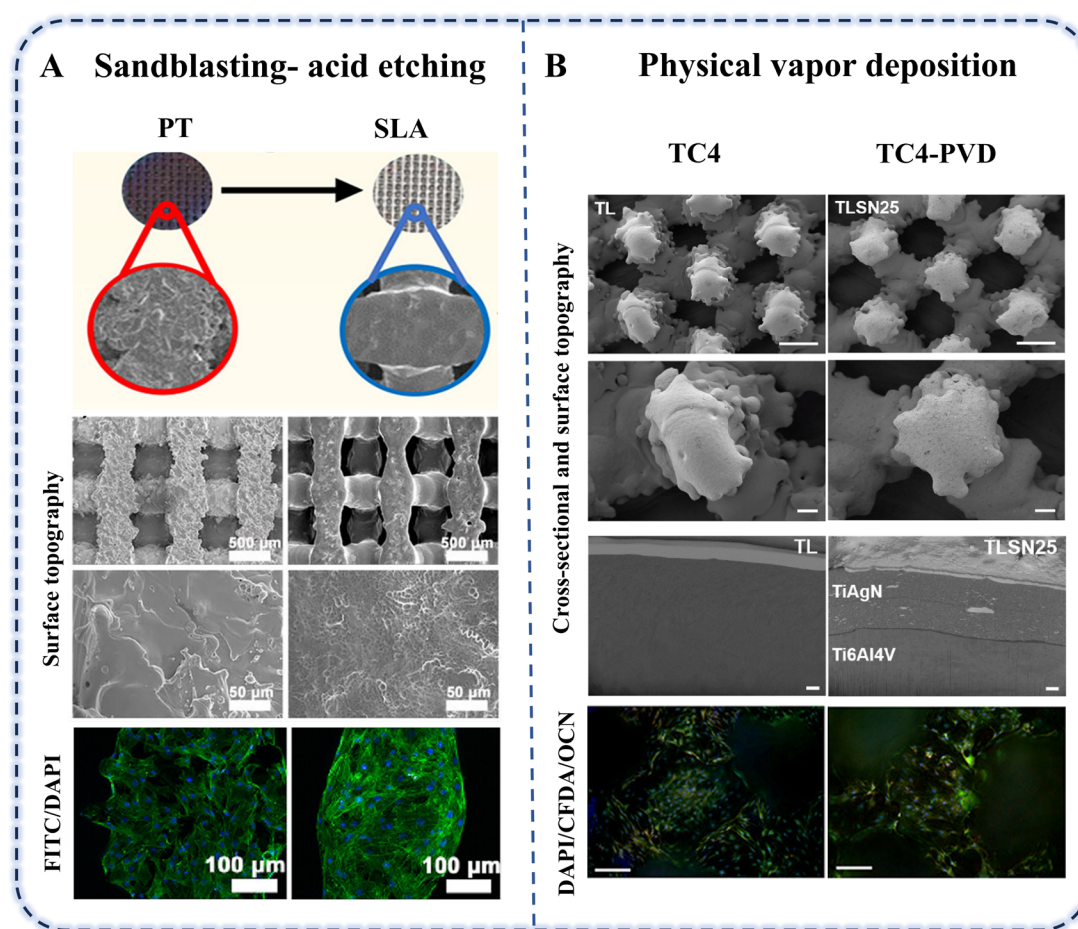 A Sandblasting- acid etching
PT
SLA
Surface topography
500 µm
500 µm
50 µm
50 µm
FITC/DAPI
100 µm
100 µm
B Physical vapor deposition
TC4
TC4-PVD
Cross-sectional and surface topography
TL
TLSN25
TL
TLSN25
TiAgN
Ti6Al4V
DAPI/CFDA/OCN